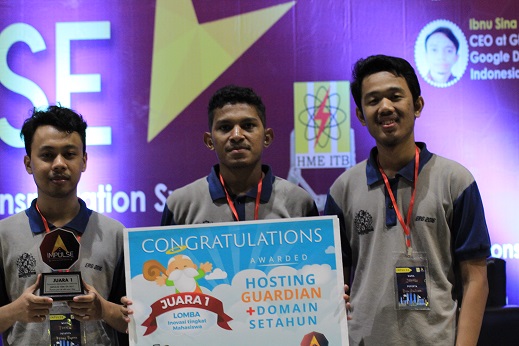 Ibnu Sina
CEO at G
Google D
Indonesia
SE
HME ITB
IMPULSE
JUARA 1
CONGRATULATIONS
AWARDED
JUARA 1
LOMBA
Inovasi tingkat
Mahasiswa
HOSTING
GUARDIAN
+DOMAIN
SETAHUN